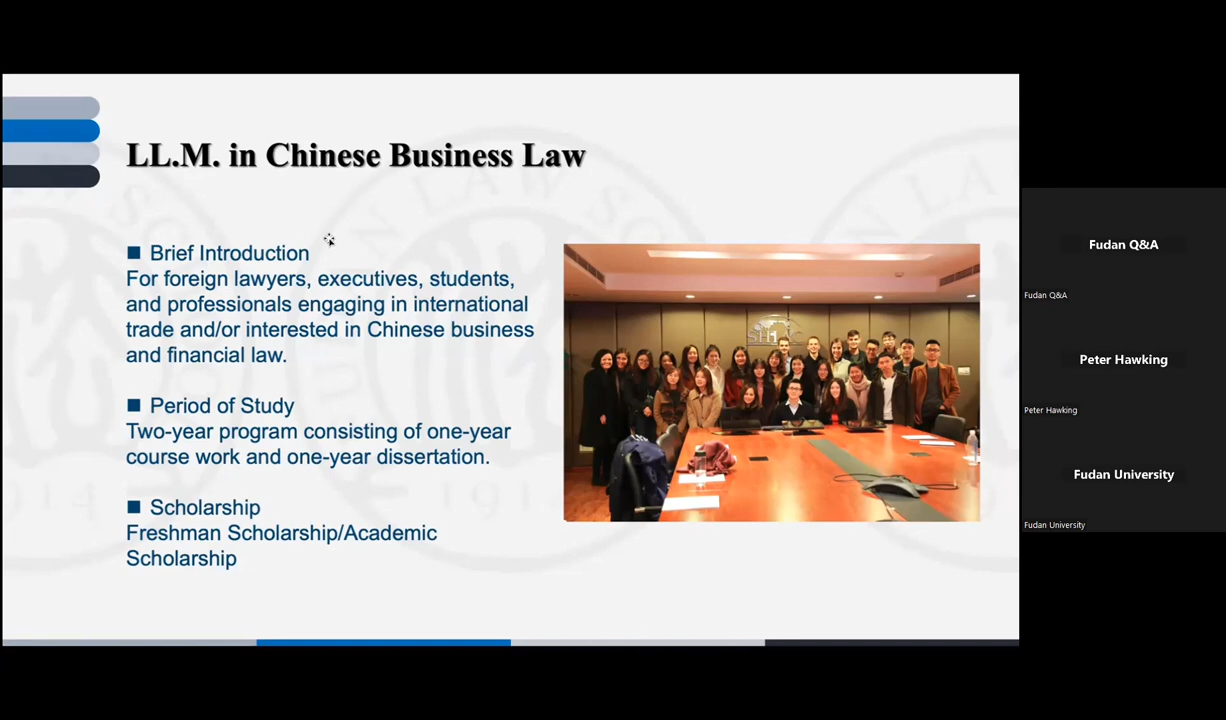 LL.M. in Chinese Business Law
■ Brief Introduction
For foreign lawyers, executives, students,
and professionals engaging in international
trade and/or interested in Chinese business
and financial law.
■ Period of Study
Two-year program consisting of one-year
course work and one-year dissertation.
■ Scholarship
Freshman Scholarship/Academic
Scholarship
Fudan Q&A
Fudan Q&A
Peter Hawking
Peter Hawking
Fudan University
Fudan University